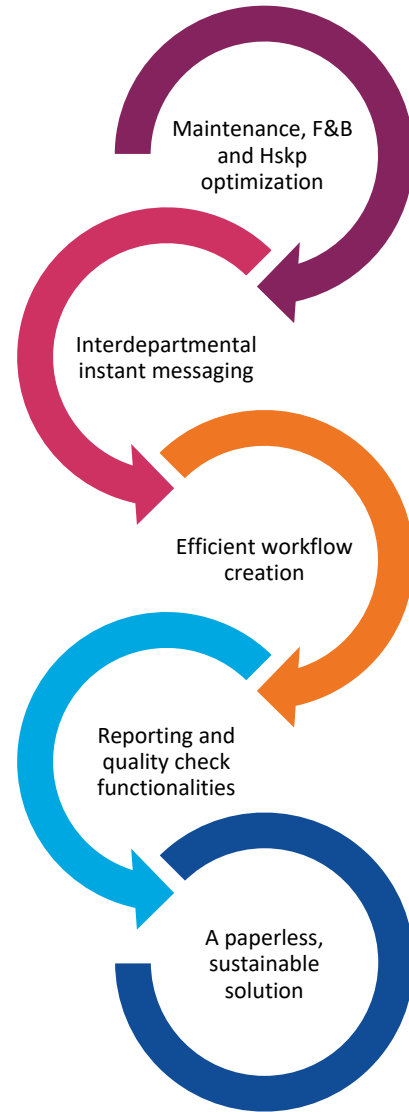 Maintenance, F&B
and Hskp
optimization
Interdepartmental
instant messaging
Efficient workflow
creation
Reporting and
quality check
functionalities
A paperless,
sustainable
solution